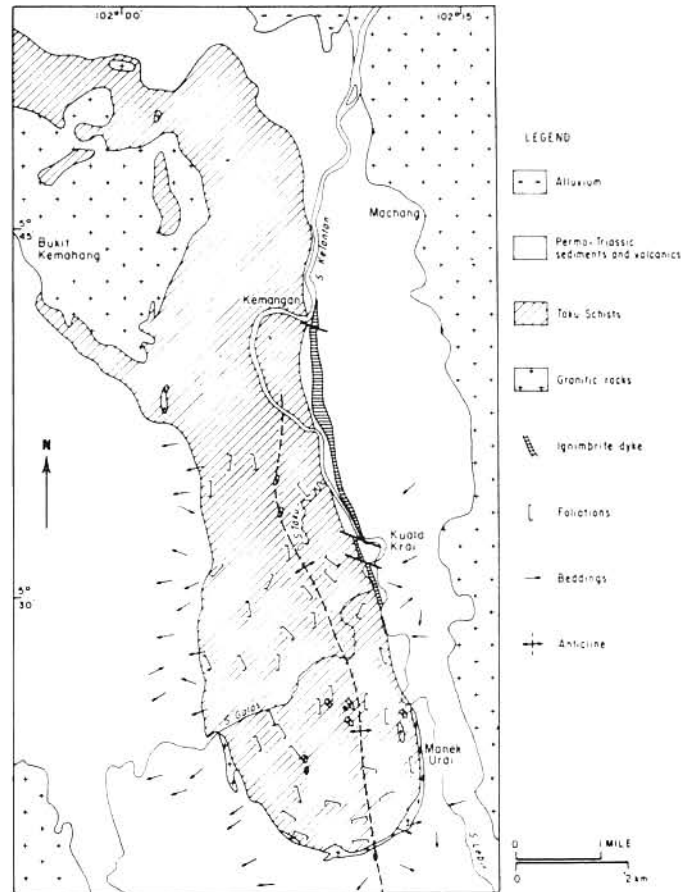 102° 00'
102° 15'
LEGEND
Alluvium
Permo-Triassic
sediments and volcanics
Taku Schists
Granitic rocks
Ignimbrite dyke
Foliations
Beddings
Anticline
5°
45'
Bukit
Kemahang
Machang
S Kelantan
Kemangan
N
S Taku
Kuala
Krai
5°
30'
S Galas
Manek
Urai
S Lebir
0 1 MILE
0 2 km